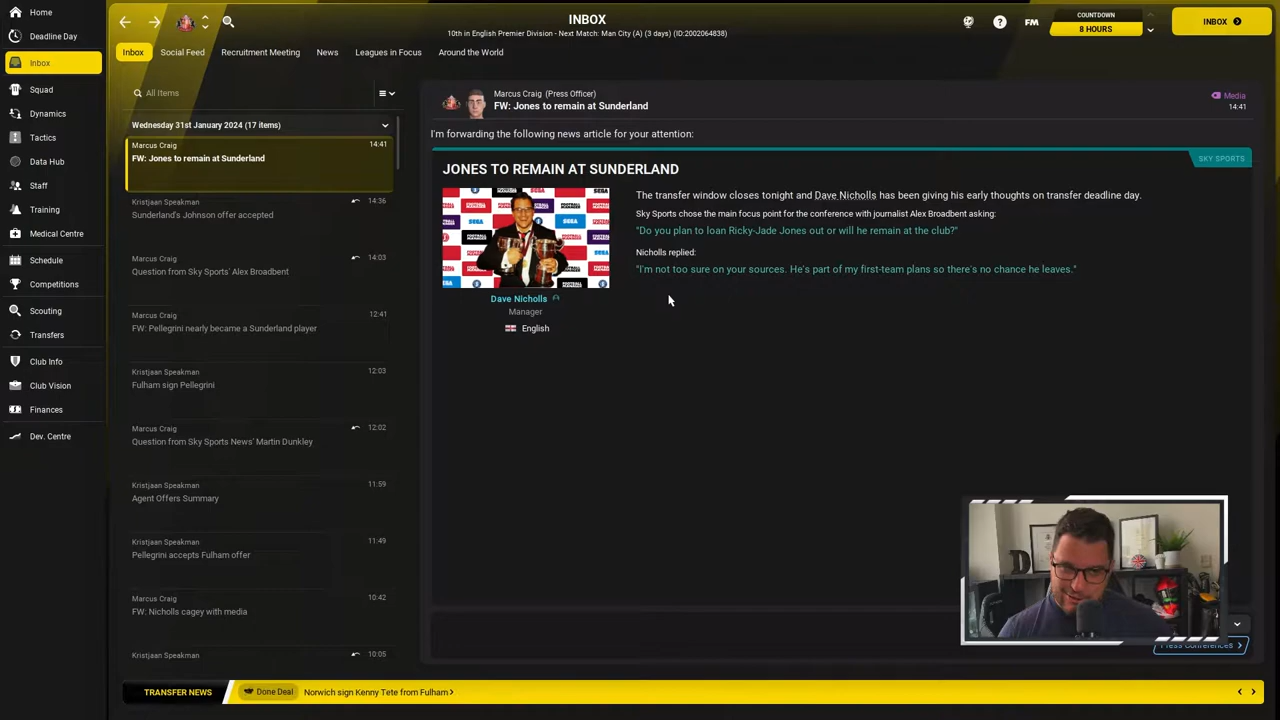 Home
Deadline Day
Inbox
Squad
Dynamics
Tactics
Data Hub
Staff
Training
Medical Centre
Schedule
Competitions
Scouting
Transfers
Club Info
Club Vision
Finances
Dev. Centre
INBOX
10th in English Premier Division - Next Match: Man City (A) (3 days) (ID:2002064838)
FM
COUNTDOWN
8 HOURS
INBOX
Inbox
Social Feed
Recruitment Meeting
News
Leagues in Focus
Around the World
All Items
Wednesday 31st January 2024 (17 items)
Marcus Craig 14:41
FW: Jones to remain at Sunderland
Kristjaan Speakman 14:36
Sunderland's Johnson offer accepted
Marcus Craig 14:03
Question from Sky Sports' Alex Broadbent
Marcus Craig 12:41
FW: Pellegrini nearly became a Sunderland player
Kristjaan Speakman 12:03
Fulham sign Pellegrini
Marcus Craig 12:02
Question from Sky Sports News' Martin Dunkley
Kristjaan Speakman 11:59
Agent Offers Summary
Kristjaan Speakman 11:49
Pellegrini accepts Fulham offer
Marcus Craig 10:42
FW: Nicholls cagey with media
Kristjaan Speakman 10:05
Marcus Craig (Press Officer)
FW: Jones to remain at Sunderland
Media
14:41
I'm forwarding the following news article for your attention:
SKY SPORTS
JONES TO REMAIN AT SUNDERLAND
The transfer window closes tonight and Dave Nicholls has been giving his early thoughts on transfer deadline day.
Sky Sports chose the main focus point for the conference with journalist Alex Broadbent asking:
"Do you plan to loan Ricky-Jade Jones out or will he remain at the club?"
Nicholls replied:
"I'm not too sure on your sources. He's part of my first-team plans so there's no chance he leaves."
Dave Nicholls
Manager
English
Press Conferences
TRANSFER NEWS
Done Deal
Norwich sign Kenny Tete from Fulham